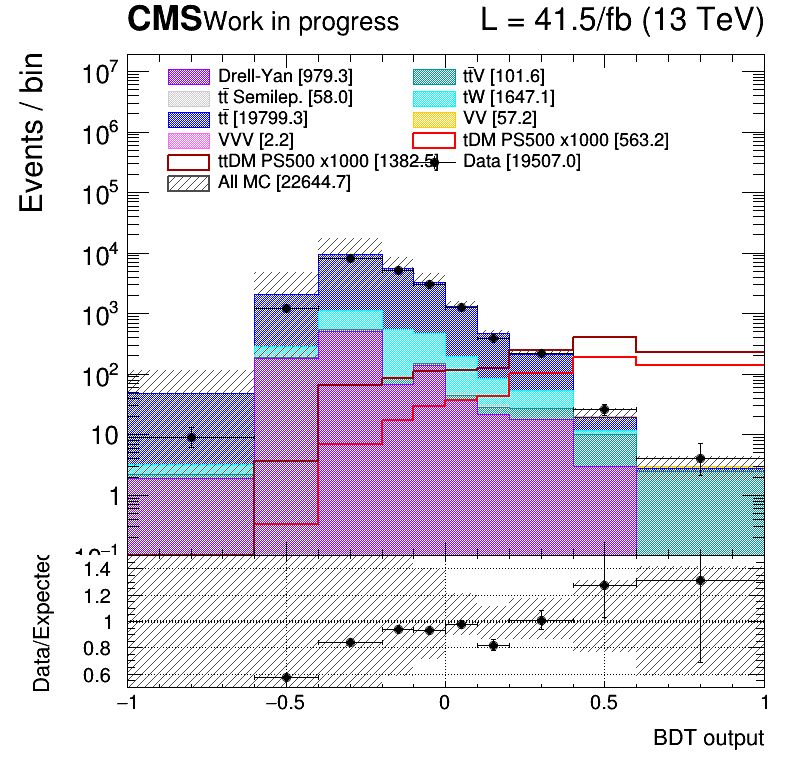 CMS Work in progress L = 41.5/fb (13 TeV)
Events / bin
Drell-Yan [979.3] tt̄V [101.6]
tt̄ Semilep. [58.0] tW [1647.1]
tt̄ [19799.3] VV [57.2]
VVV [2.2] tDM PS500 x1000 [563.2]
ttDM PS500 x1000 [1382.5] Data [19507.0]
All MC [22644.7]
10⁷
10⁶
10⁵
10⁴
10³
10²
10
1
10⁻¹
Data/Expected
1.4
1.2
1
0.8
0.6
−1 −0.5 0 0.5 1
BDT output